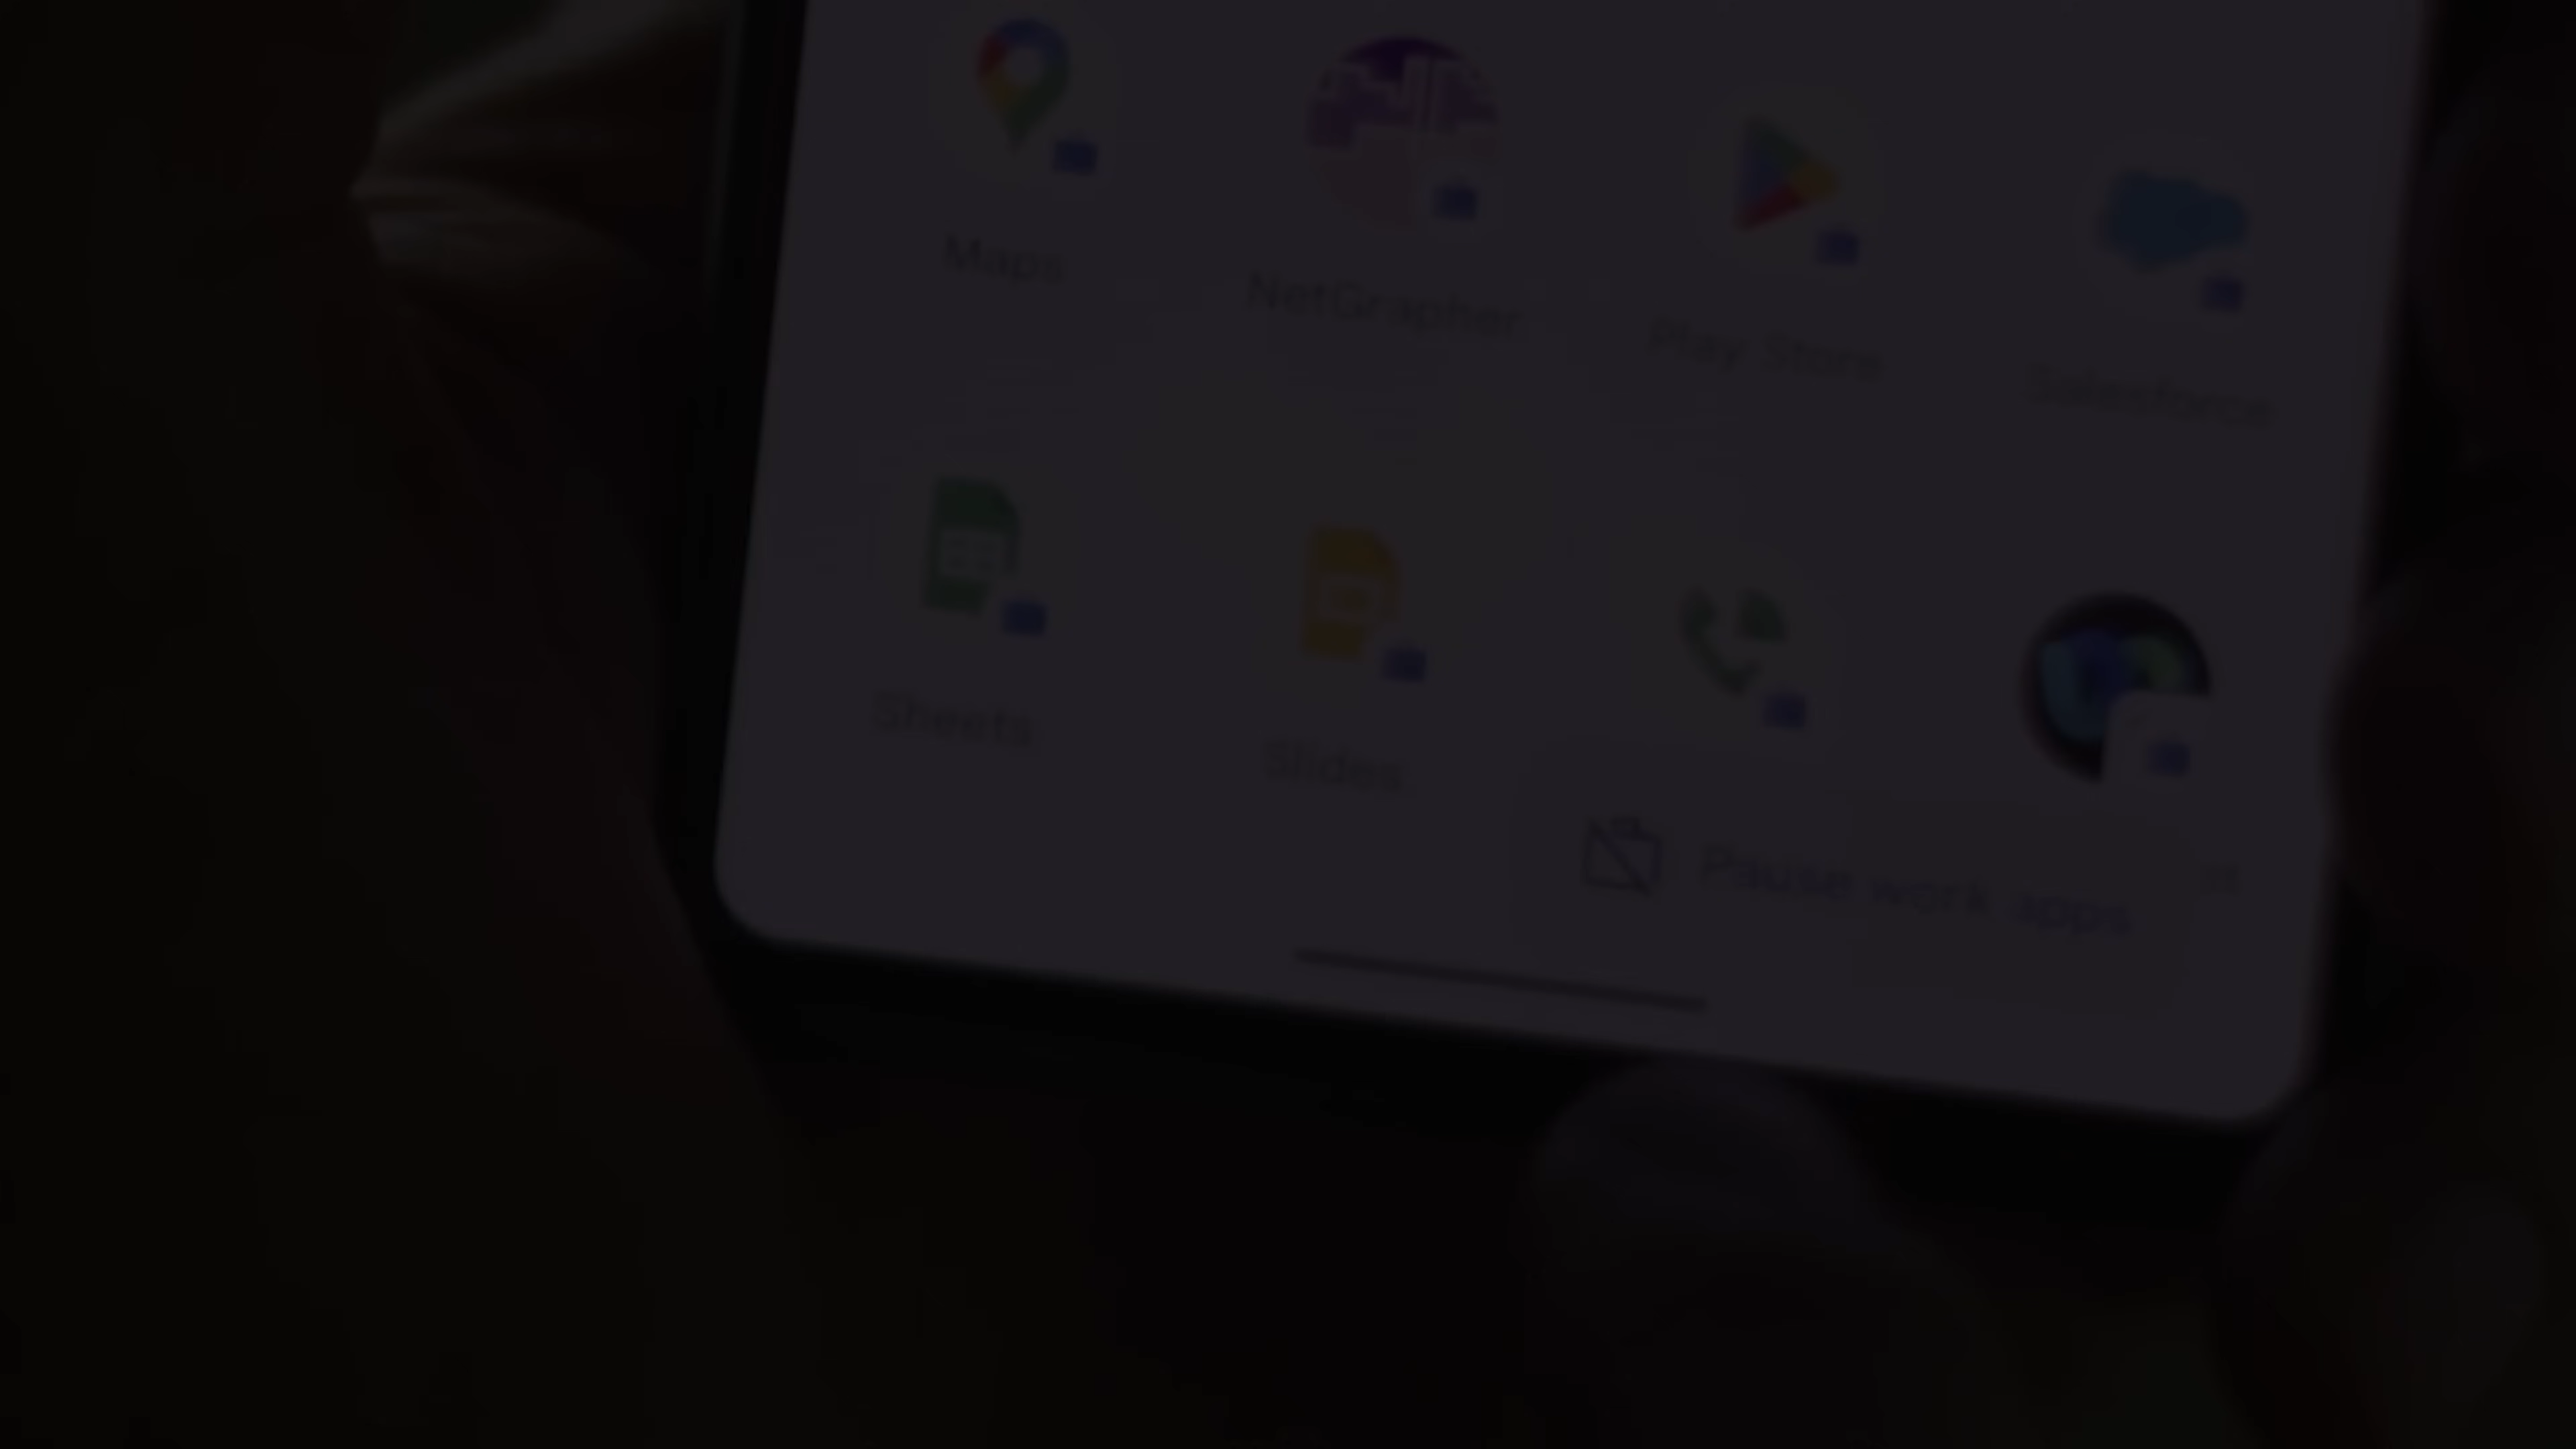 Maps
NetGrapher
Play Store
Salesforce
Sheets
Slides
Pause work apps